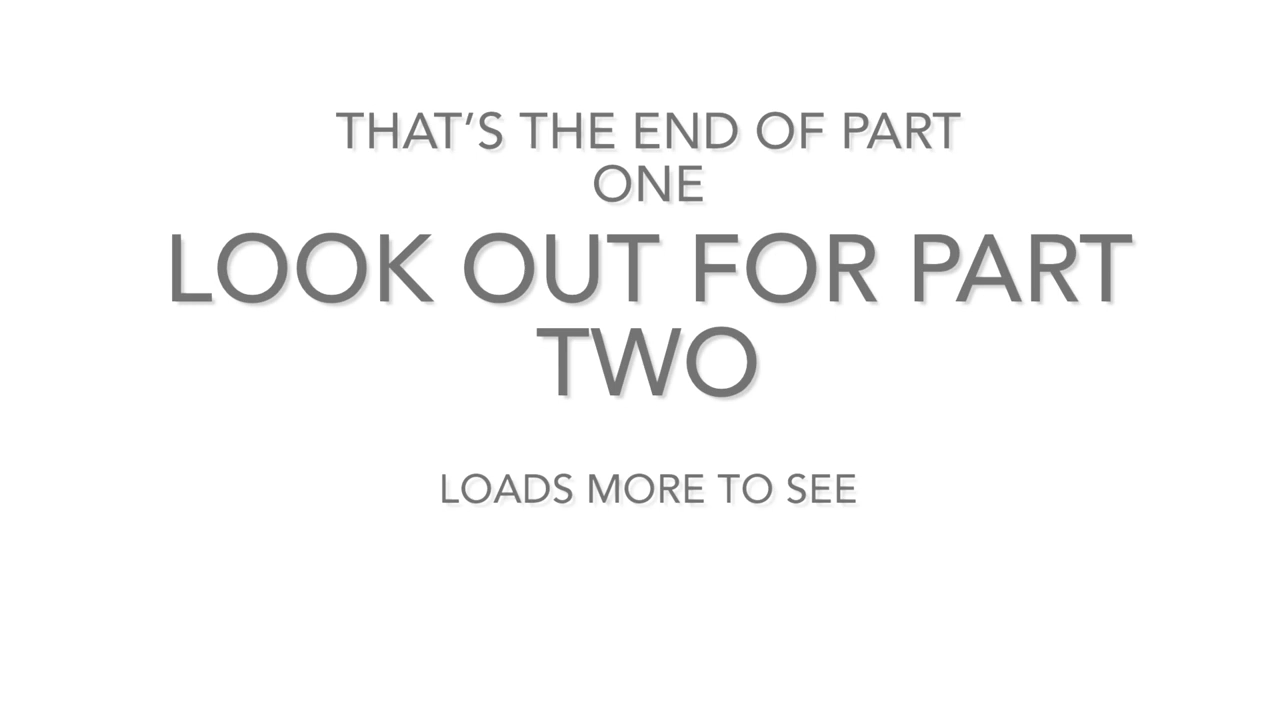 THAT’S THE END OF PART
ONE
LOOK OUT FOR PART
TWO
LOADS MORE TO SEE